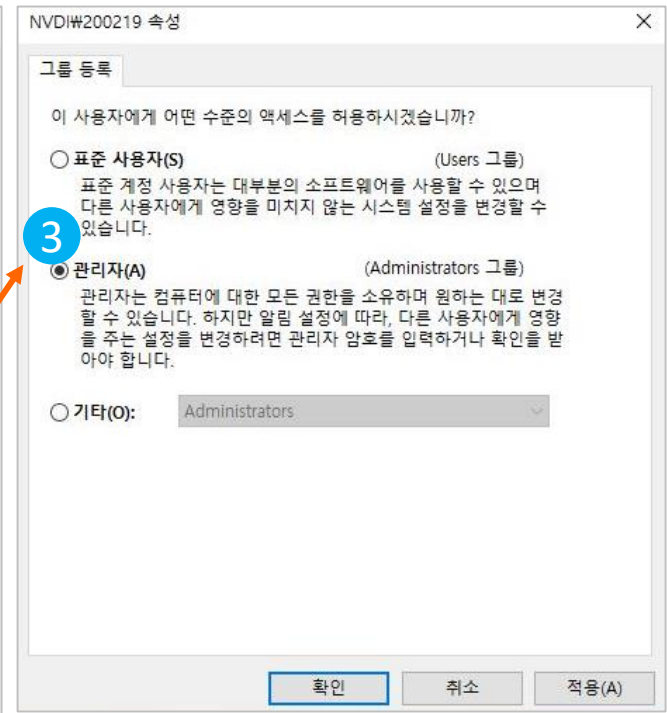 NVDI₩200219 속성
그룹 등록
이 사용자에게 어떤 수준의 액세스를 허용하시겠습니까?
표준 사용자(S) (Users 그룹)
표준 계정 사용자는 대부분의 소프트웨어를 사용할 수 있으며
다른 사용자에게 영향을 미치지 않는 시스템 설정을 변경할 수
있습니다.
3
관리자(A) (Administrators 그룹)
관리자는 컴퓨터에 대한 모든 권한을 소유하며 원하는 대로 변경
할 수 있습니다. 하지만 알림 설정에 따라, 다른 사용자에게 영향
을 주는 설정을 변경하려면 관리자 암호를 입력하거나 확인을 받
아야 합니다.
기타(O): Administrators
확인 취소 적용(A)